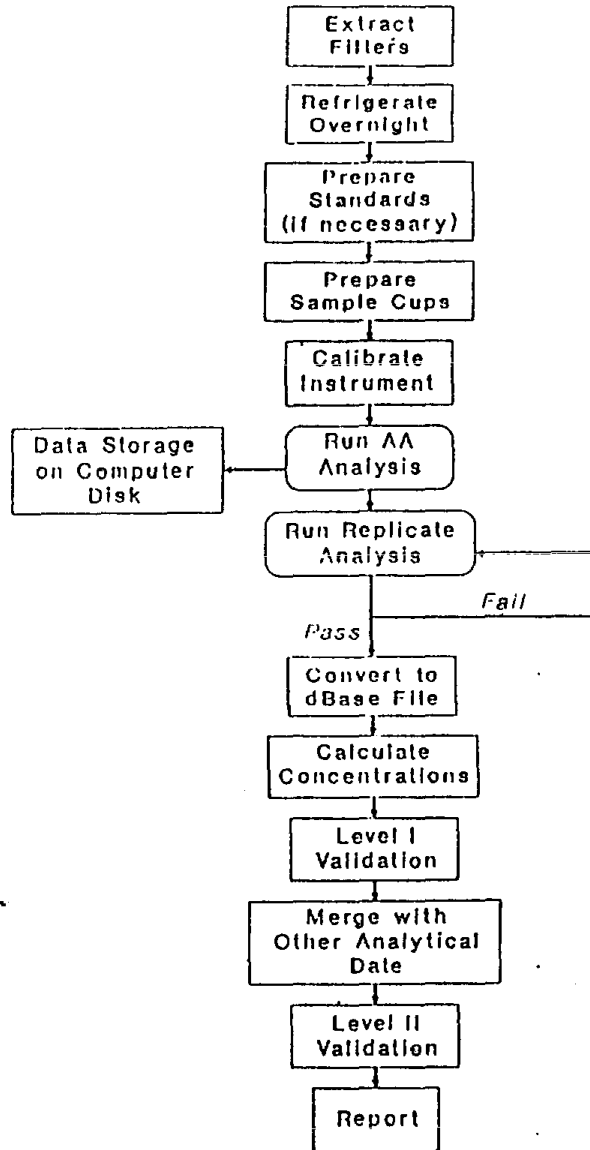 Extract
Filters
Refrigerate
Overnight
Prepare
Standards
(if necessary)
Prepare
Sample Cups
Calibrate
Instrument
Run AA
Analysis
Data Storage
on Computer
Disk
Run Replicate
Analysis
Fail
Pass
Convert to
dBase File
Calculate
Concentrations
Level I
Validation
Merge with
Other Analytical
Date
Level II
Validation
Report